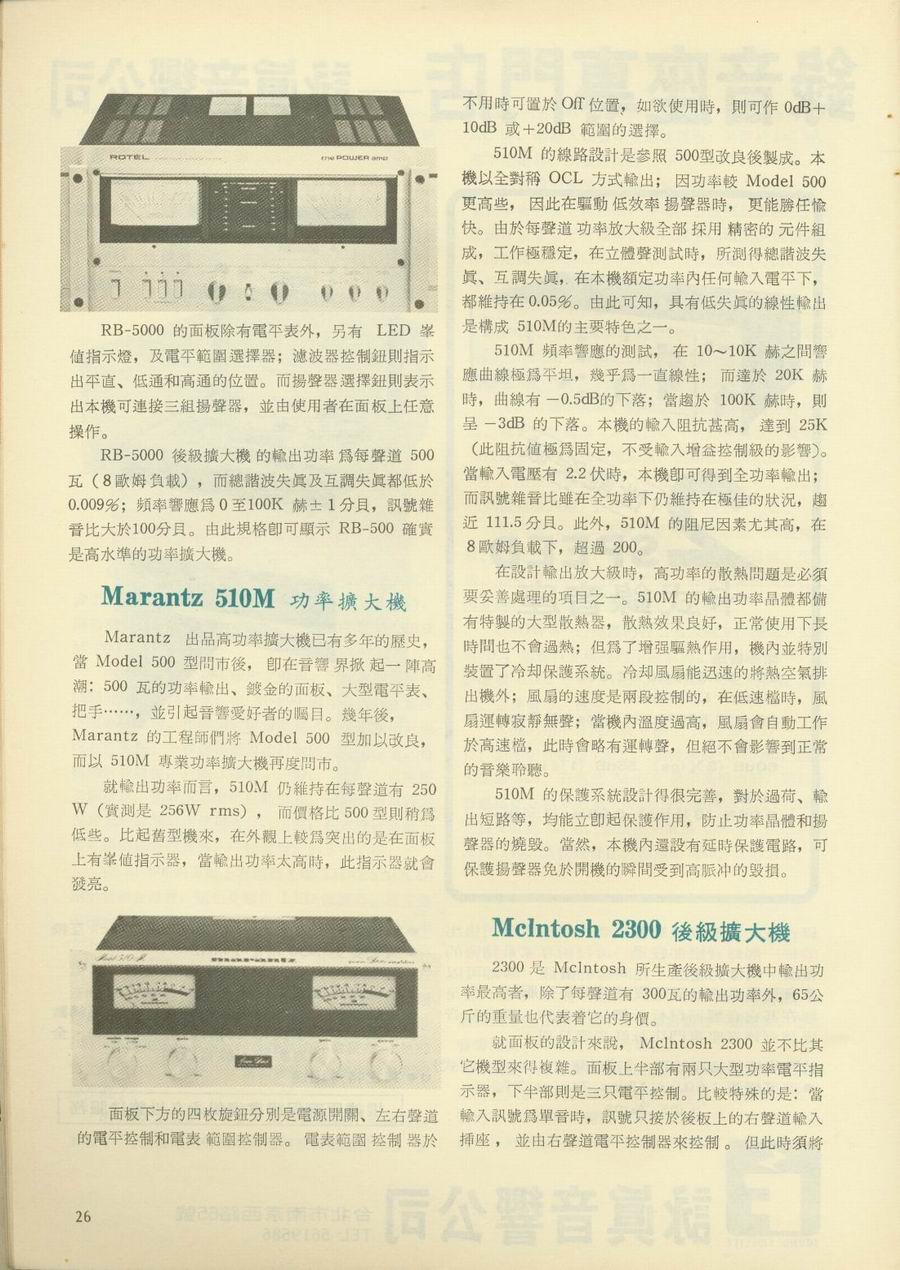 ROTEL
the POWER amp
RB-5000 的面板除有電平表外，另有 LED 峯
値指示燈，及電平範圍選擇器；濾波器控制鈕則指示
出平直、低通和高通的位置。而揚聲器選擇鈕則表示
出本機可連接三組揚聲器，並由使用者在面板上任意
操作。
RB-5000 後級擴大機的輸出功率爲每聲道 500
瓦（8歐姆負載），而總諧波失眞及互調失眞都低於
0.009%；頻率響應爲0至100K 赫±1分貝，訊號雜
音比大於100分貝。由此規格卽可顯示 RB-500 確實
是高水準的功率擴大機。
Marantz 510M 功率擴大機
Marantz 出品高功率擴大機已有多年的歷史，
當 Model 500 型問市後，卽在音響界掀起一陣高
潮：500 瓦的功率輸出、鍍金的面板、大型電平表、
把手……，並引起音響愛好者的矚目。幾年後，
Marantz 的工程師們將 Model 500 型加以改良，
而以 510M 專業功率擴大機再度問市。
就輸出功率而言，510M 仍維持在每聲道有 250
W（實測是 256W rms），而價格比 500 型則稍爲
低些。比起舊型機來，在外觀上較爲突出的是在面板
上有峯値指示器，當輸出功率太高時，此指示器就會
發亮。
Model 510M
marantz
面板下方的四枚旋鈕分別是電源開關、左右聲道
的電平控制和電表範圍控制器。電表範圍控制器於
不用時可置於 Off 位置，如欲使用時，則可作 0dB＋
10dB 或＋20dB 範圍的選擇。
510M 的線路設計是參照 500型改良後製成。本
機以全對稱 OCL 方式輸出；因功率較 Model 500
更高些，因此在驅動低效率揚聲器時，更能勝任愉
快。由於每聲道功率放大級全部採用精密的元件組
成，工作極穩定，在立體聲測試時，所測得總諧波失
眞、互調失眞，在本機額定功率內任何輸入電平下，
都維持在0.05%。由此可知，具有低失眞的線性輸出
是構成 510M的主要特色之一。
510M 頻率響應的測試，在 10～10K 赫之間響
應曲線極爲平坦，幾乎爲一直線性；而達於 20K 赫
時，曲線有－0.5dB的下落；當趨於 100K 赫時，則
呈－3dB 的下落。本機的輸入阻抗甚高，達到 25K
（此阻抗値極爲固定，不受輸入增益控制級的影響）。
當輸入電壓有 2.2伏時，本機卽可得到全功率輸出；
而訊號雜音比雖在全功率下仍維持在極佳的狀況，趨
近 111.5分貝。此外，510M 的阻尼因素尤其高，在
8歐姆負載下，超過 200。
在設計輸出放大級時，高功率的散熱問題是必須
要妥善處理的項目之一。510M 的輸出功率晶體都備
有特製的大型散熱器，散熱效果良好，正常使用下長
時間也不會過熱；但爲了增强驅熱作用，機內並特別
裝置了冷却保護系統。冷却風扇能迅速的將熱空氣排
出機外；風扇的速度是兩段控制的，在低速檔時，風
扇運轉寂靜無聲；當機內溫度過高，風扇會自動工作
於高速檔，此時會略有運轉聲，但絕不會影響到正常
的音樂聆聽。
510M 的保護系統設計得很完善，對於過荷、輸
出短路等，均能立卽起保護作用，防止功率晶體和揚
聲器的燒毀。當然，本機內還設有延時保護電路，可
保護揚聲器免於開機的瞬間受到高脈冲的毀損。
McIntosh 2300 後級擴大機
2300 是 McIntosh 所生產後級擴大機中輸出功
率最高者，除了每聲道有 300瓦的輸出功率外，65公
斤的重量也代表着它的身價。
就面板的設計來說，McIntosh 2300 並不比其
它機型來得複雜。面板上半部有兩只大型功率電平指
示器，下半部則是三只電平控制。比較特殊的是：當
輸入訊號爲單音時，訊號只接於後板上的右聲道輸入
揷座，並由右聲道電平控制器來控制。但此時須將
26